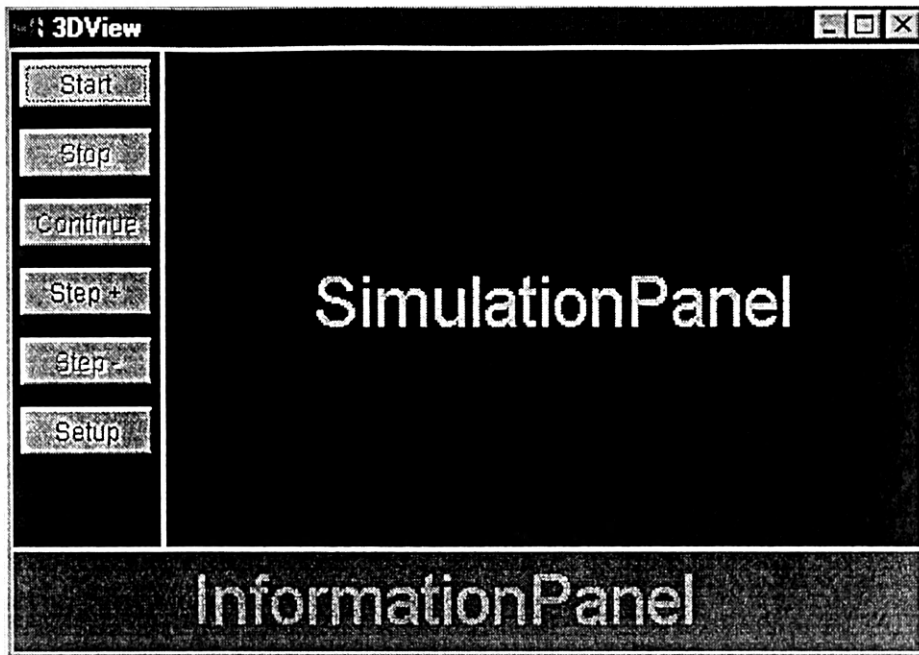 3DView
Start
Stop
Continue
Step +
Step -
Setup
SimulationPanel
InformationPanel